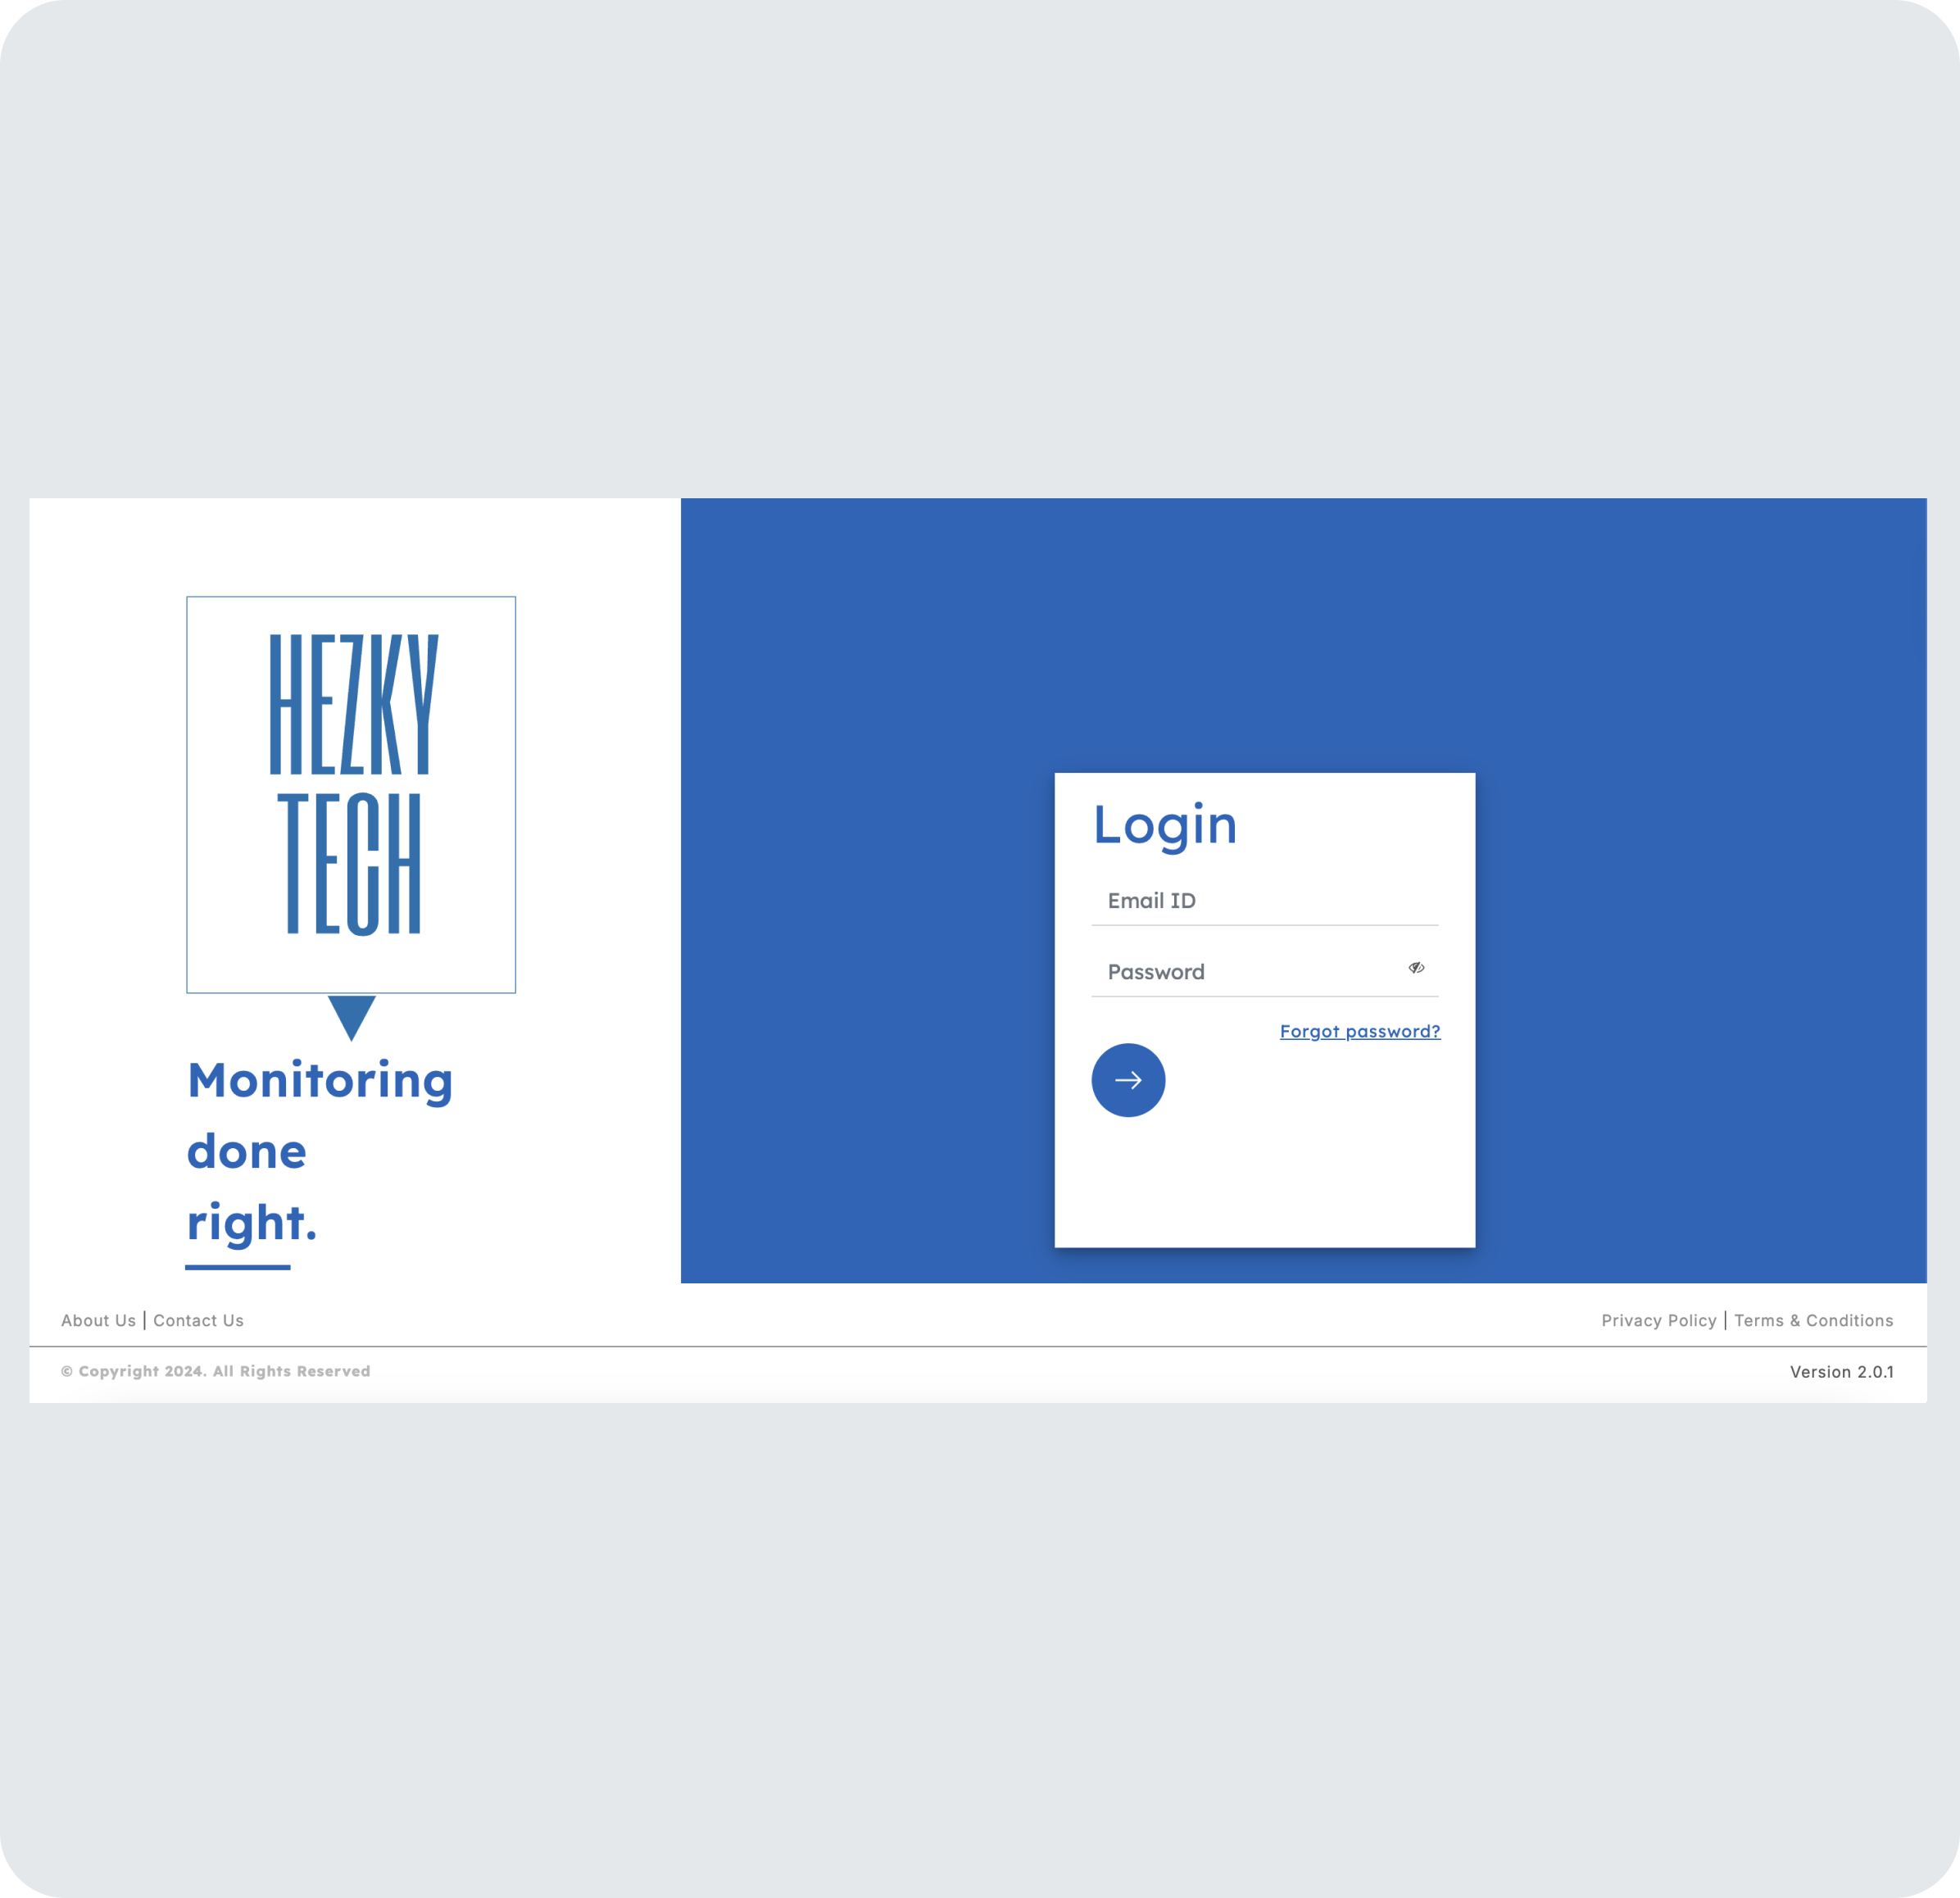 HEZKY
TECH
Monitoring
done
right.
Login
Email ID
Password
Forgot password?
About Us | Contact Us
Privacy Policy | Terms & Conditions
© Copyright 2024. All Rights Reserved
Version 2.0.1